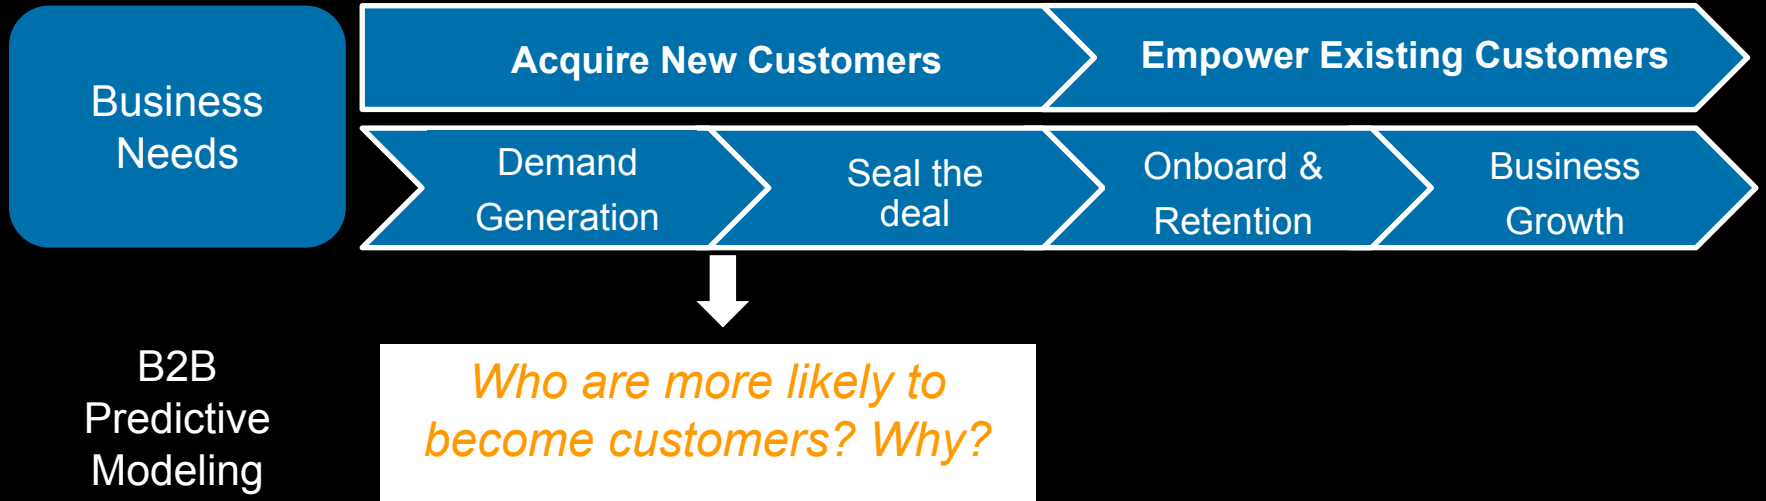 Business
Needs
Acquire New Customers
Empower Existing Customers
Demand
Generation
Seal the
deal
Onboard &
Retention
Business
Growth
B2B
Predictive
Modeling
Who are more likely to
become customers? Why?